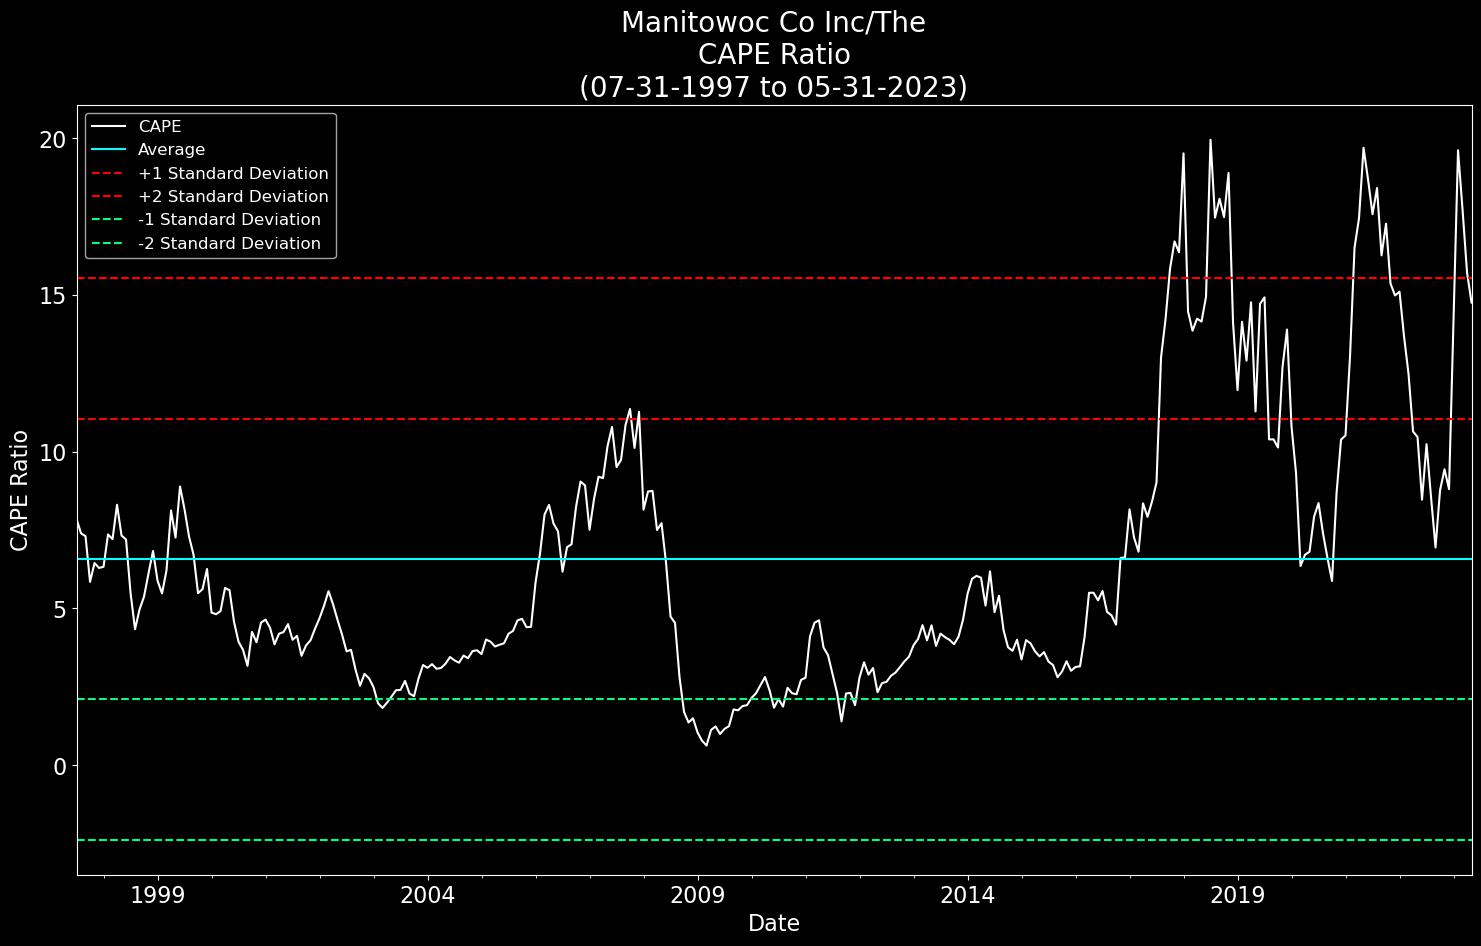 Manitowoc Co Inc/The
CAPE Ratio
(07-31-1997 to 05-31-2023)
CAPE
Average
+1 Standard Deviation
+2 Standard Deviation
-1 Standard Deviation
-2 Standard Deviation
20
15
10
5
0
CAPE Ratio
1999
2004
2009
2014
2019
Date